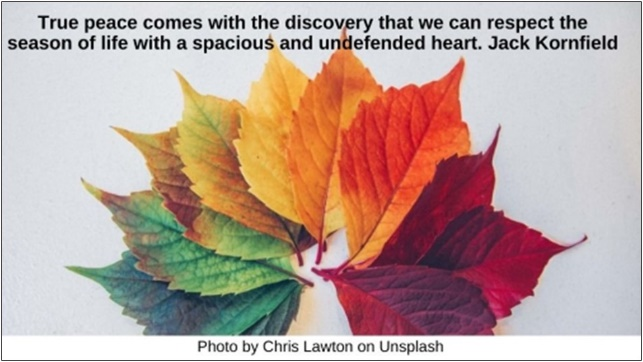 True peace comes with the discovery that we can respect the
season of life with a spacious and undefended heart. Jack Kornfield
Photo by Chris Lawton on Unsplash